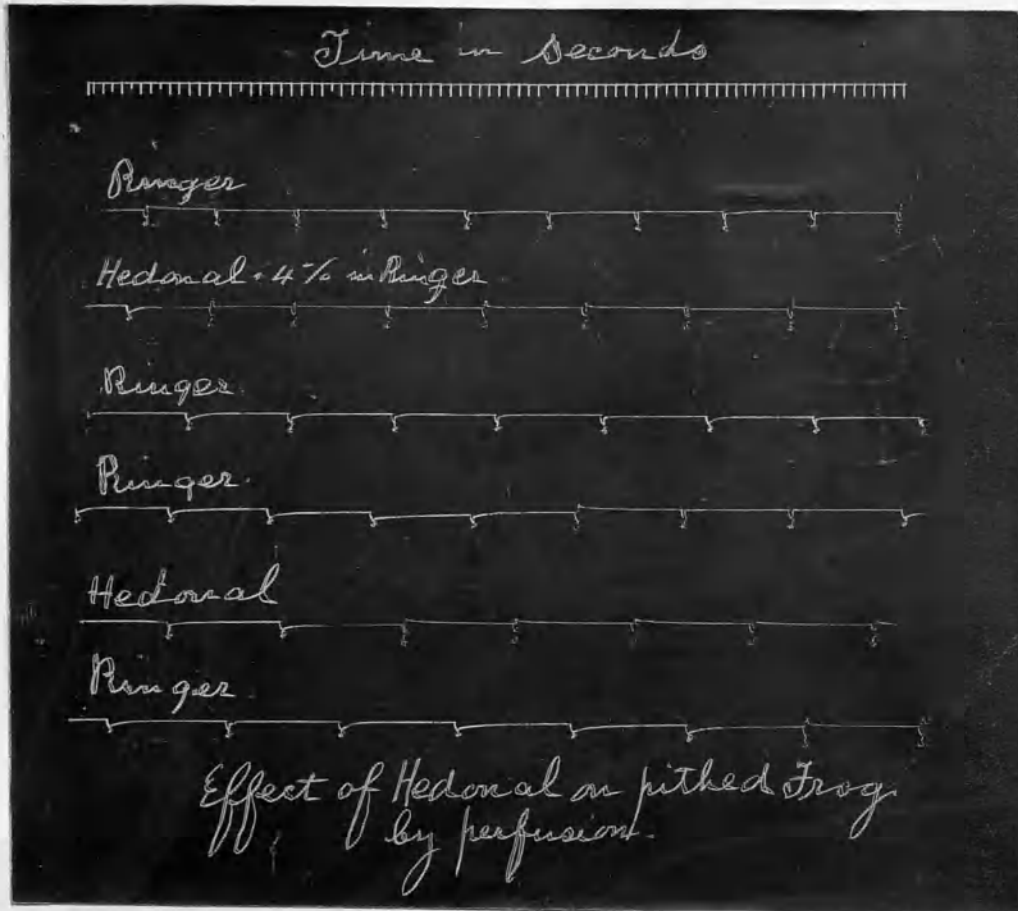 Time in Seconds
Ringer
Hedonal .4% in Ringer.
Ringer.
Ringer.
Hedonal
Ringer.
Effect of Hedonal on pithed Frog.
by perfusion.